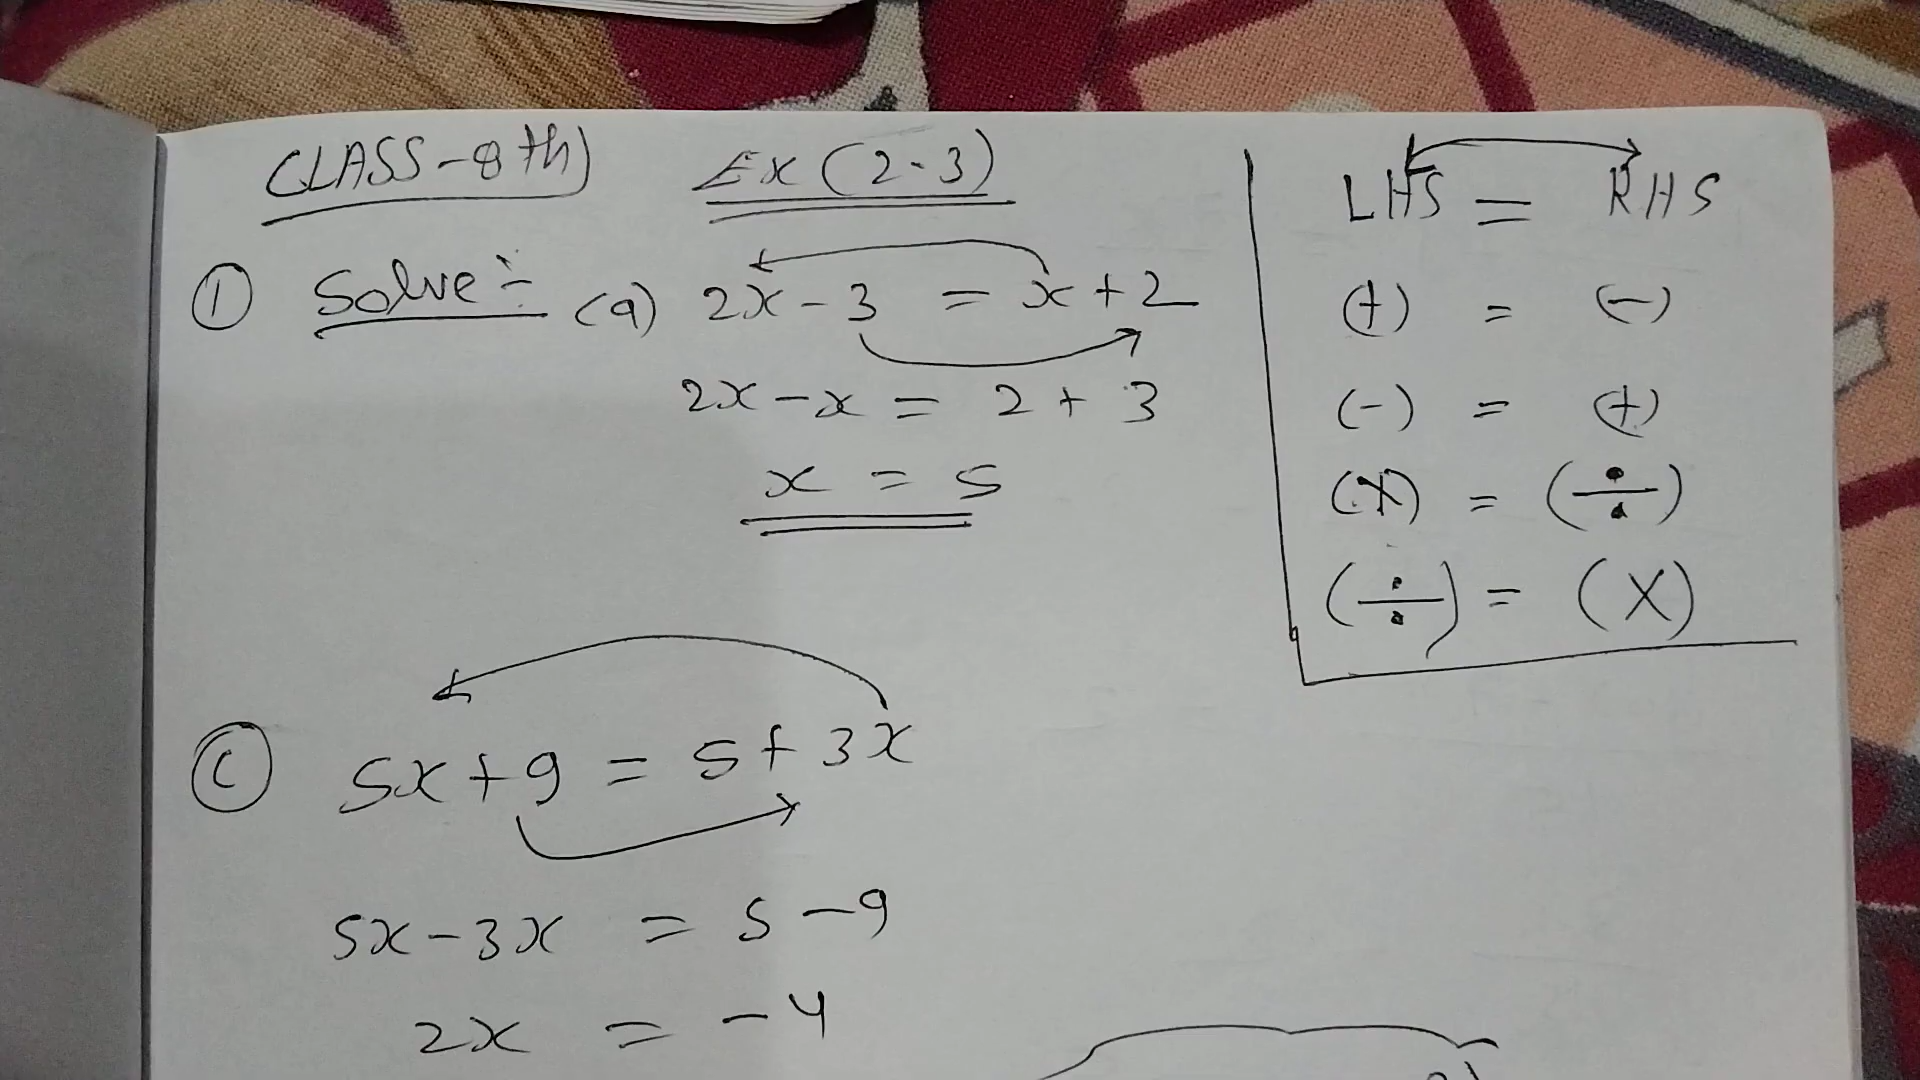 CLASS-8th) Ex (2.3)
① Solve:- (a) 2x - 3 = x + 2
2x - x = 2 + 3
x = 5
LHS = RHS
(+) = (-)
(-) = (+)
(×) = (÷)
(÷) = (×)
ⓒ 5x + 9 = 5 + 3x
5x - 3x = 5 - 9
2x = -4